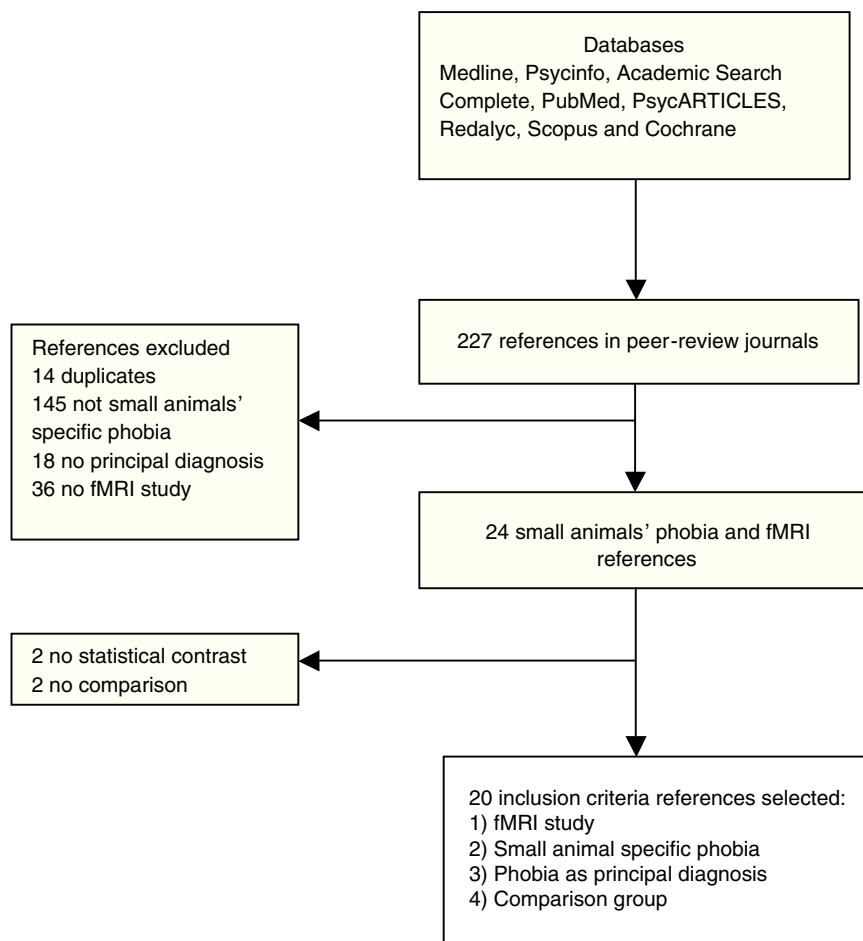 Databases
Medline, Psycinfo, Academic Search
Complete, PubMed, PsycARTICLES,
Redalyc, Scopus and Cochrane
227 references in peer-review journals
References excluded
14 duplicates
145 not small animals’
specific phobia
18 no principal diagnosis
36 no fMRI study
24 small animals’ phobia and fMRI
references
2 no statistical contrast
2 no comparison
20 inclusion criteria references selected:
1) fMRI study
2) Small animal specific phobia
3) Phobia as principal diagnosis
4) Comparison group